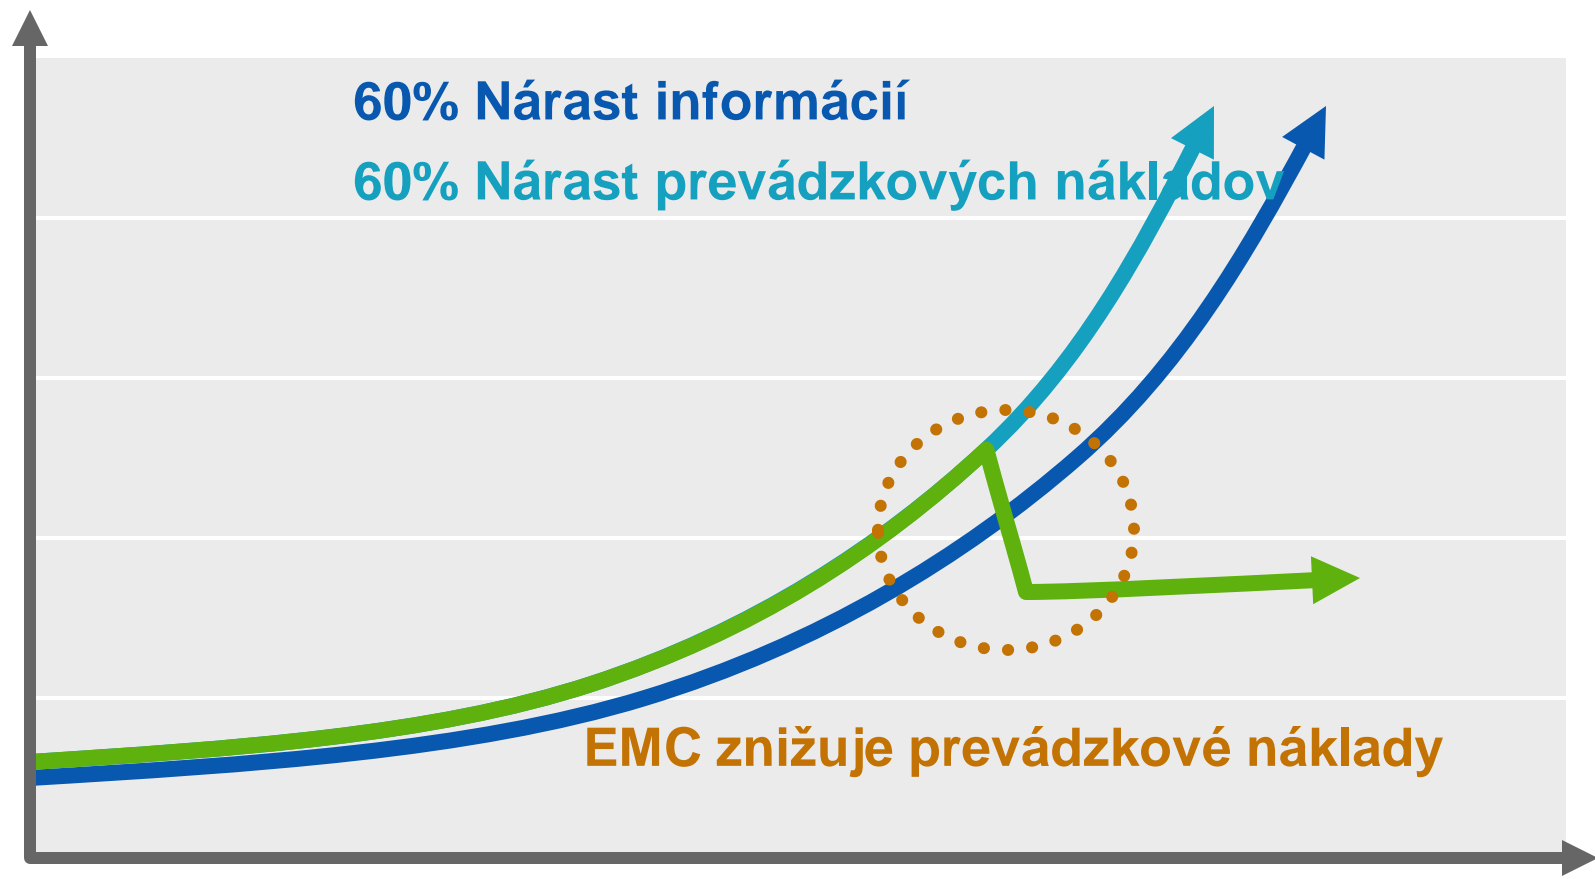 60% Nárast informácií
60% Nárast prevádzkových nákladov
EMC znižuje prevádzkové náklady